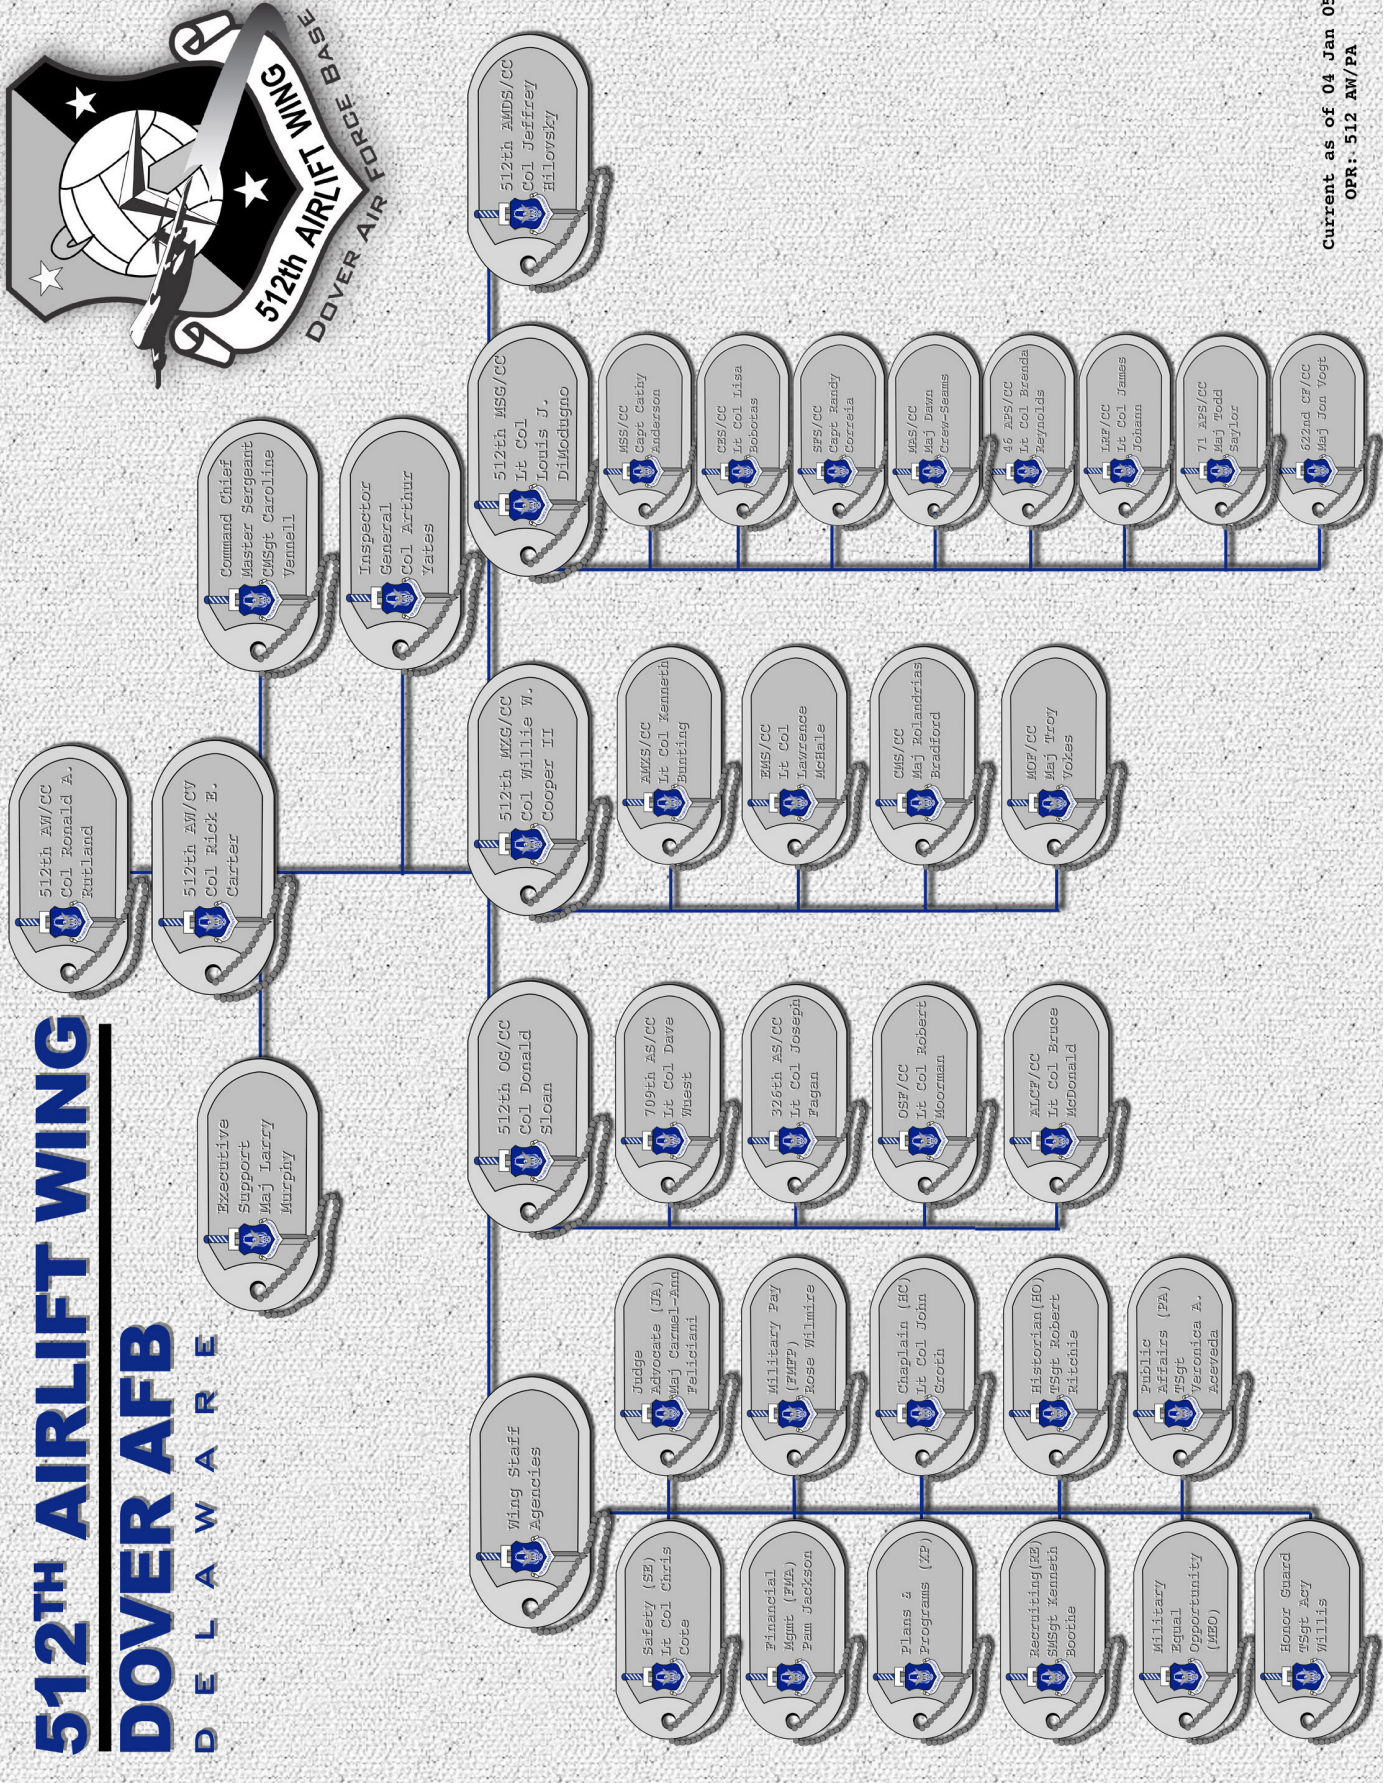 512TH AIRLIFT WING
DOVER AFB
DELAWARE
512th AIRLIFT WING
DOVER AIR FORCE BASE
512th AW/CC
Col Ronald A.
Rutland
512th AW/CV
Col Rick E.
Carter
Executive
Support
Maj Larry
Murphy
Command Chief
Master Sergeant
CMSgt Caroline
Vennell
Inspector
General
Col Arthur
Yates
Wing Staff
Agencies
512th OG/CC
Col Donald
Sloan
512th MXG/CC
Col Willie W.
Cooper II
512th MSG/CC
Lt Col
Louis J.
DiModugno
512th AMDS/CC
Col Jeffrey
Hilovsky
Safety (SE)
Lt Col Chris
Cote
Judge
Advocate (JA)
Maj Carmel-Ann
Feliciani
Financial
Mgmt (FMA)
Pam Jackson
Military Pay
(FMFP)
Rose Wilmire
Plans &
Programs (XP)
Chaplain (HC)
Lt Col John
Groth
Recruiting(RE)
SMSgt Kenneth
Boothe
Historian(HO)
TSgt Robert
Ritchie
Military
Equal
Opportunity
(MEO)
Public
Affairs (PA)
TSgt
Veronica A.
Aceveda
Honor Guard
TSgt Acy
Willis
709th AS/CC
Lt Col Dave
Wuest
326th AS/CC
Lt Col Joseph
Fagan
OSF/CC
Lt Col Robert
Moorman
ALCF/CC
Lt Col Bruce
McDonald
AMXS/CC
Lt Col Kenneth
Bunting
EMS/CC
Lt Col
Lawrence
McHale
CMS/CC
Maj Rolandrias
Bradford
MOF/CC
Maj Troy
Vokes
MSS/CC
Capt Cathy
Anderson
CES/CC
Lt Col Lisa
Bobotas
SFS/CC
Capt Randy
Correia
MAS/CC
Maj Dawn
Crew-Seams
46 APS/CC
Lt Col Brenda
Reynolds
LRF/CC
Lt Col James
Johann
71 APS/CC
Maj Todd
Saylor
622nd CF/CC
Maj Jon Vogt
Current as of 04 Jan 05
OPR: 512 AW/PA